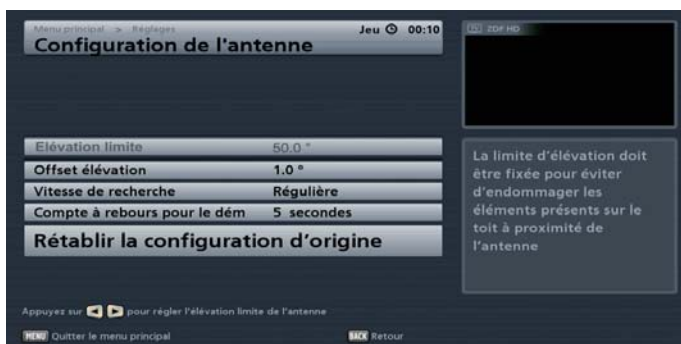 Menu principal > Réglages
Jeu 00:10
Configuration de l'antenne
ZDF HD
Elévation limite 50.0 °
Offset élévation 1.0 °
Vitesse de recherche Régulière
Compte à rebours pour le dém 5 secondes
Rétablir la configuration d'origine
La limite d'élévation doit
être fixée pour éviter
d'endommager les
éléments présents sur le
toit à proximité de
l'antenne
Appuyez sur pour régler l'élévation limite de l'antenne
MENU Quitter le menu principal
BACK Retour